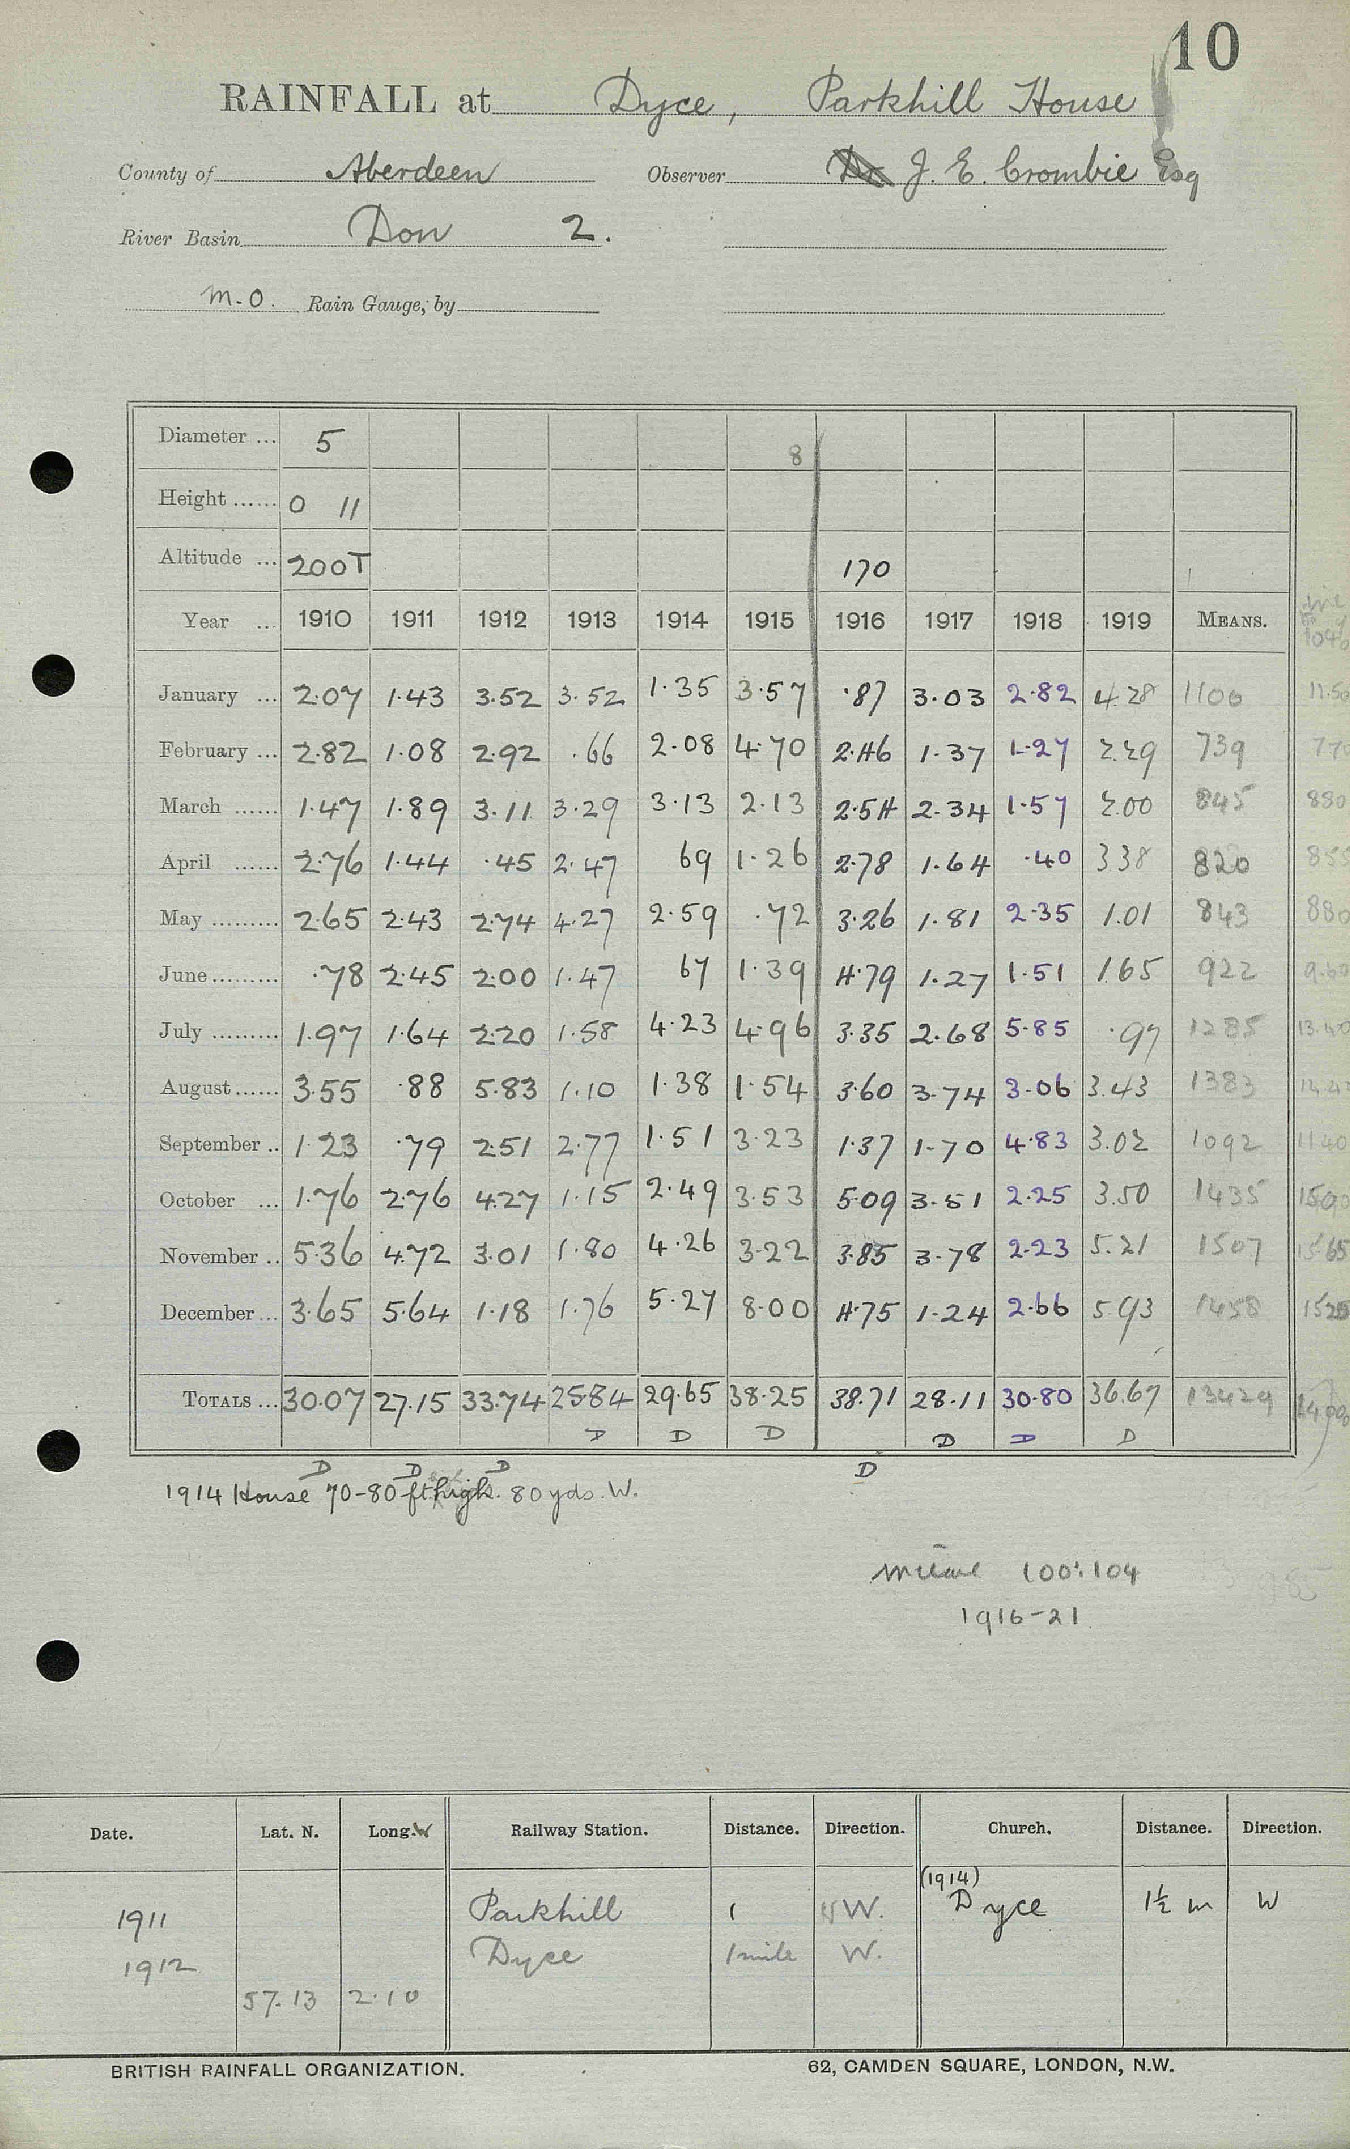 10
RAINFALL at Dyce, Parkhill House
County of Aberdeen Observer Dr. J. E. Crombie Esq
River Basin Don 2.
M.O. Rain Gauge, by
Diameter ... 5 8
Height ...... 0 11
Altitude ... 200T 170
Year ... 1910 1911 1912 1913 1914 1915 1916 1917 1918 1919 MEANS.
January ... 2.07 1.43 3.52 3.52 1.35 3.57 .87 3.03 2.82 4.28 1100 11.50
February ... 2.82 1.08 2.92 .66 2.08 4.70 2.46 1.37 1.27 2.29 739
March ...... 1.47 1.89 3.11 3.29 3.13 2.13 2.54 2.34 1.57 2.00 845 880
April ...... 2.76 1.44 .45 2.47 69 1.26 2.78 1.64 .40 3.38 820 855
May ......... 2.65 2.43 2.74 4.27 2.59 .72 3.26 1.81 2.35 1.01 843 880
June ......... .78 2.45 2.00 1.47 67 1.39 4.79 1.27 1.51 1.65 922 9.60
July ......... 1.97 1.64 2.20 1.58 4.23 4.96 3.35 2.68 5.85 .97 1285 13.40
August ...... 3.55 .88 5.83 1.10 1.38 1.54 3.60 3.74 3.06 3.43 1383
September .. 1.23 .79 2.51 2.77 1.51 3.23 1.37 1.70 4.83 3.02 1092 1140
October ... 1.76 2.76 4.27 1.15 2.49 3.53 5.09 3.51 2.25 3.50 1435 1500
November .. 5.36 4.72 3.01 1.80 4.26 3.22 3.85 3.78 2.23 5.21 1507 1565
December ... 3.65 5.64 1.18 1.76 5.27 8.00 4.75 1.24 2.66 5.93 1458 1525
TOTALS ... 30.07 27.15 33.74 25.84 29.65 38.25 38.71 28.11 30.80 36.67 13429
D D D D D D
D D D D
1914 House 70-80 ft high. 80 yds. W.
100:104
1916-21
Date. Lat. N. Long. W Railway Station. Distance. Direction. Church. Distance. Direction.
1911 Parkhill 1 W. (1914) Dyce 1½ m W
1912 Dyce 1 mile W.
57.13 2.10
BRITISH RAINFALL ORGANIZATION. 62, CAMDEN SQUARE, LONDON, N.W.